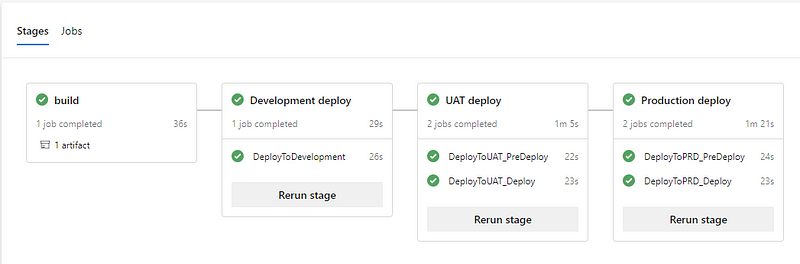 Stages Jobs
build
1 job completed 36s
1 artifact
Development deploy
1 job completed 29s
DeployToDevelopment 26s
Rerun stage
UAT deploy
2 jobs completed 1m 5s
DeployToUAT_PreDeploy 22s
DeployToUAT_Deploy 23s
Rerun stage
Production deploy
2 jobs completed 1m 21s
DeployToPRD_PreDeploy 24s
DeployToPRD_Deploy 23s
Rerun stage